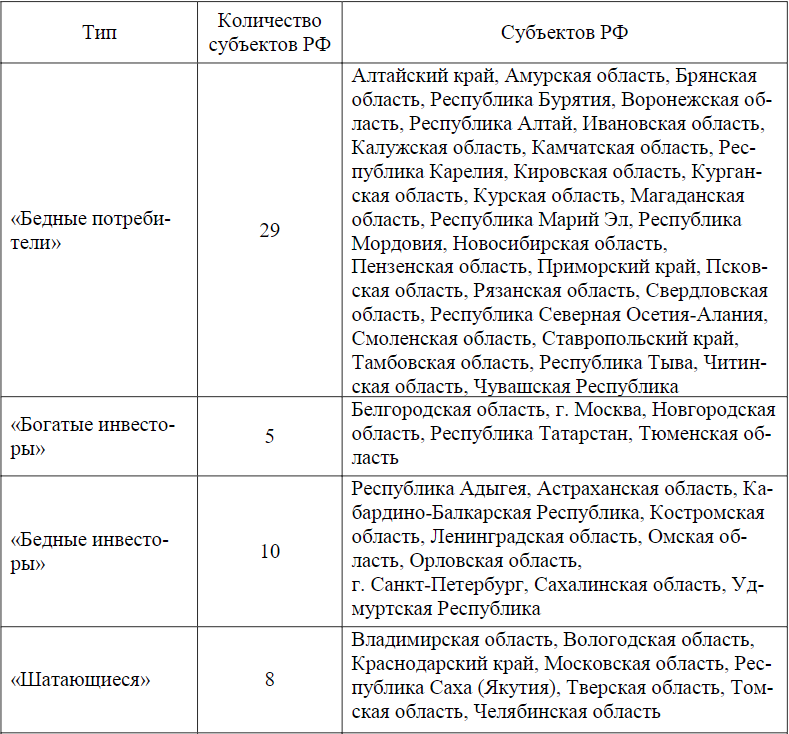 Тип
Количество
субъектов РФ
Субъектов РФ
«Бедные потреби-
тели»
29
Алтайский край, Амурская область, Брянская
область, Республика Бурятия, Воронежская об-
ласть, Республика Алтай, Ивановская область,
Калужская область, Камчатская область, Рес-
публика Карелия, Кировская область, Курган-
ская область, Курская область, Магаданская
область, Республика Марий Эл, Республика
Мордовия, Новосибирская область,
Пензенская область, Приморский край, Псков-
ская область, Рязанская область, Свердловская
область, Республика Северная Осетия-Алания,
Смоленская область, Ставропольский край,
Тамбовская область, Республика Тыва, Читин-
ская область, Чувашская Республика
«Богатые инвесто-
ры»
5
Белгородская область, г. Москва, Новгородская
область, Республика Татарстан, Тюменская об-
ласть
«Бедные инвесто-
ры»
10
Республика Адыгея, Астраханская область, Ка-
бардино-Балкарская Республика, Костромская
область, Ленинградская область, Омская об-
ласть, Орловская область,
г. Санкт-Петербург, Сахалинская область, Уд-
муртская Республика
«Шатающиеся»
8
Владимирская область, Вологодская область,
Краснодарский край, Московская область, Рес-
публика Саха (Якутия), Тверская область, Том-
ская область, Челябинская область